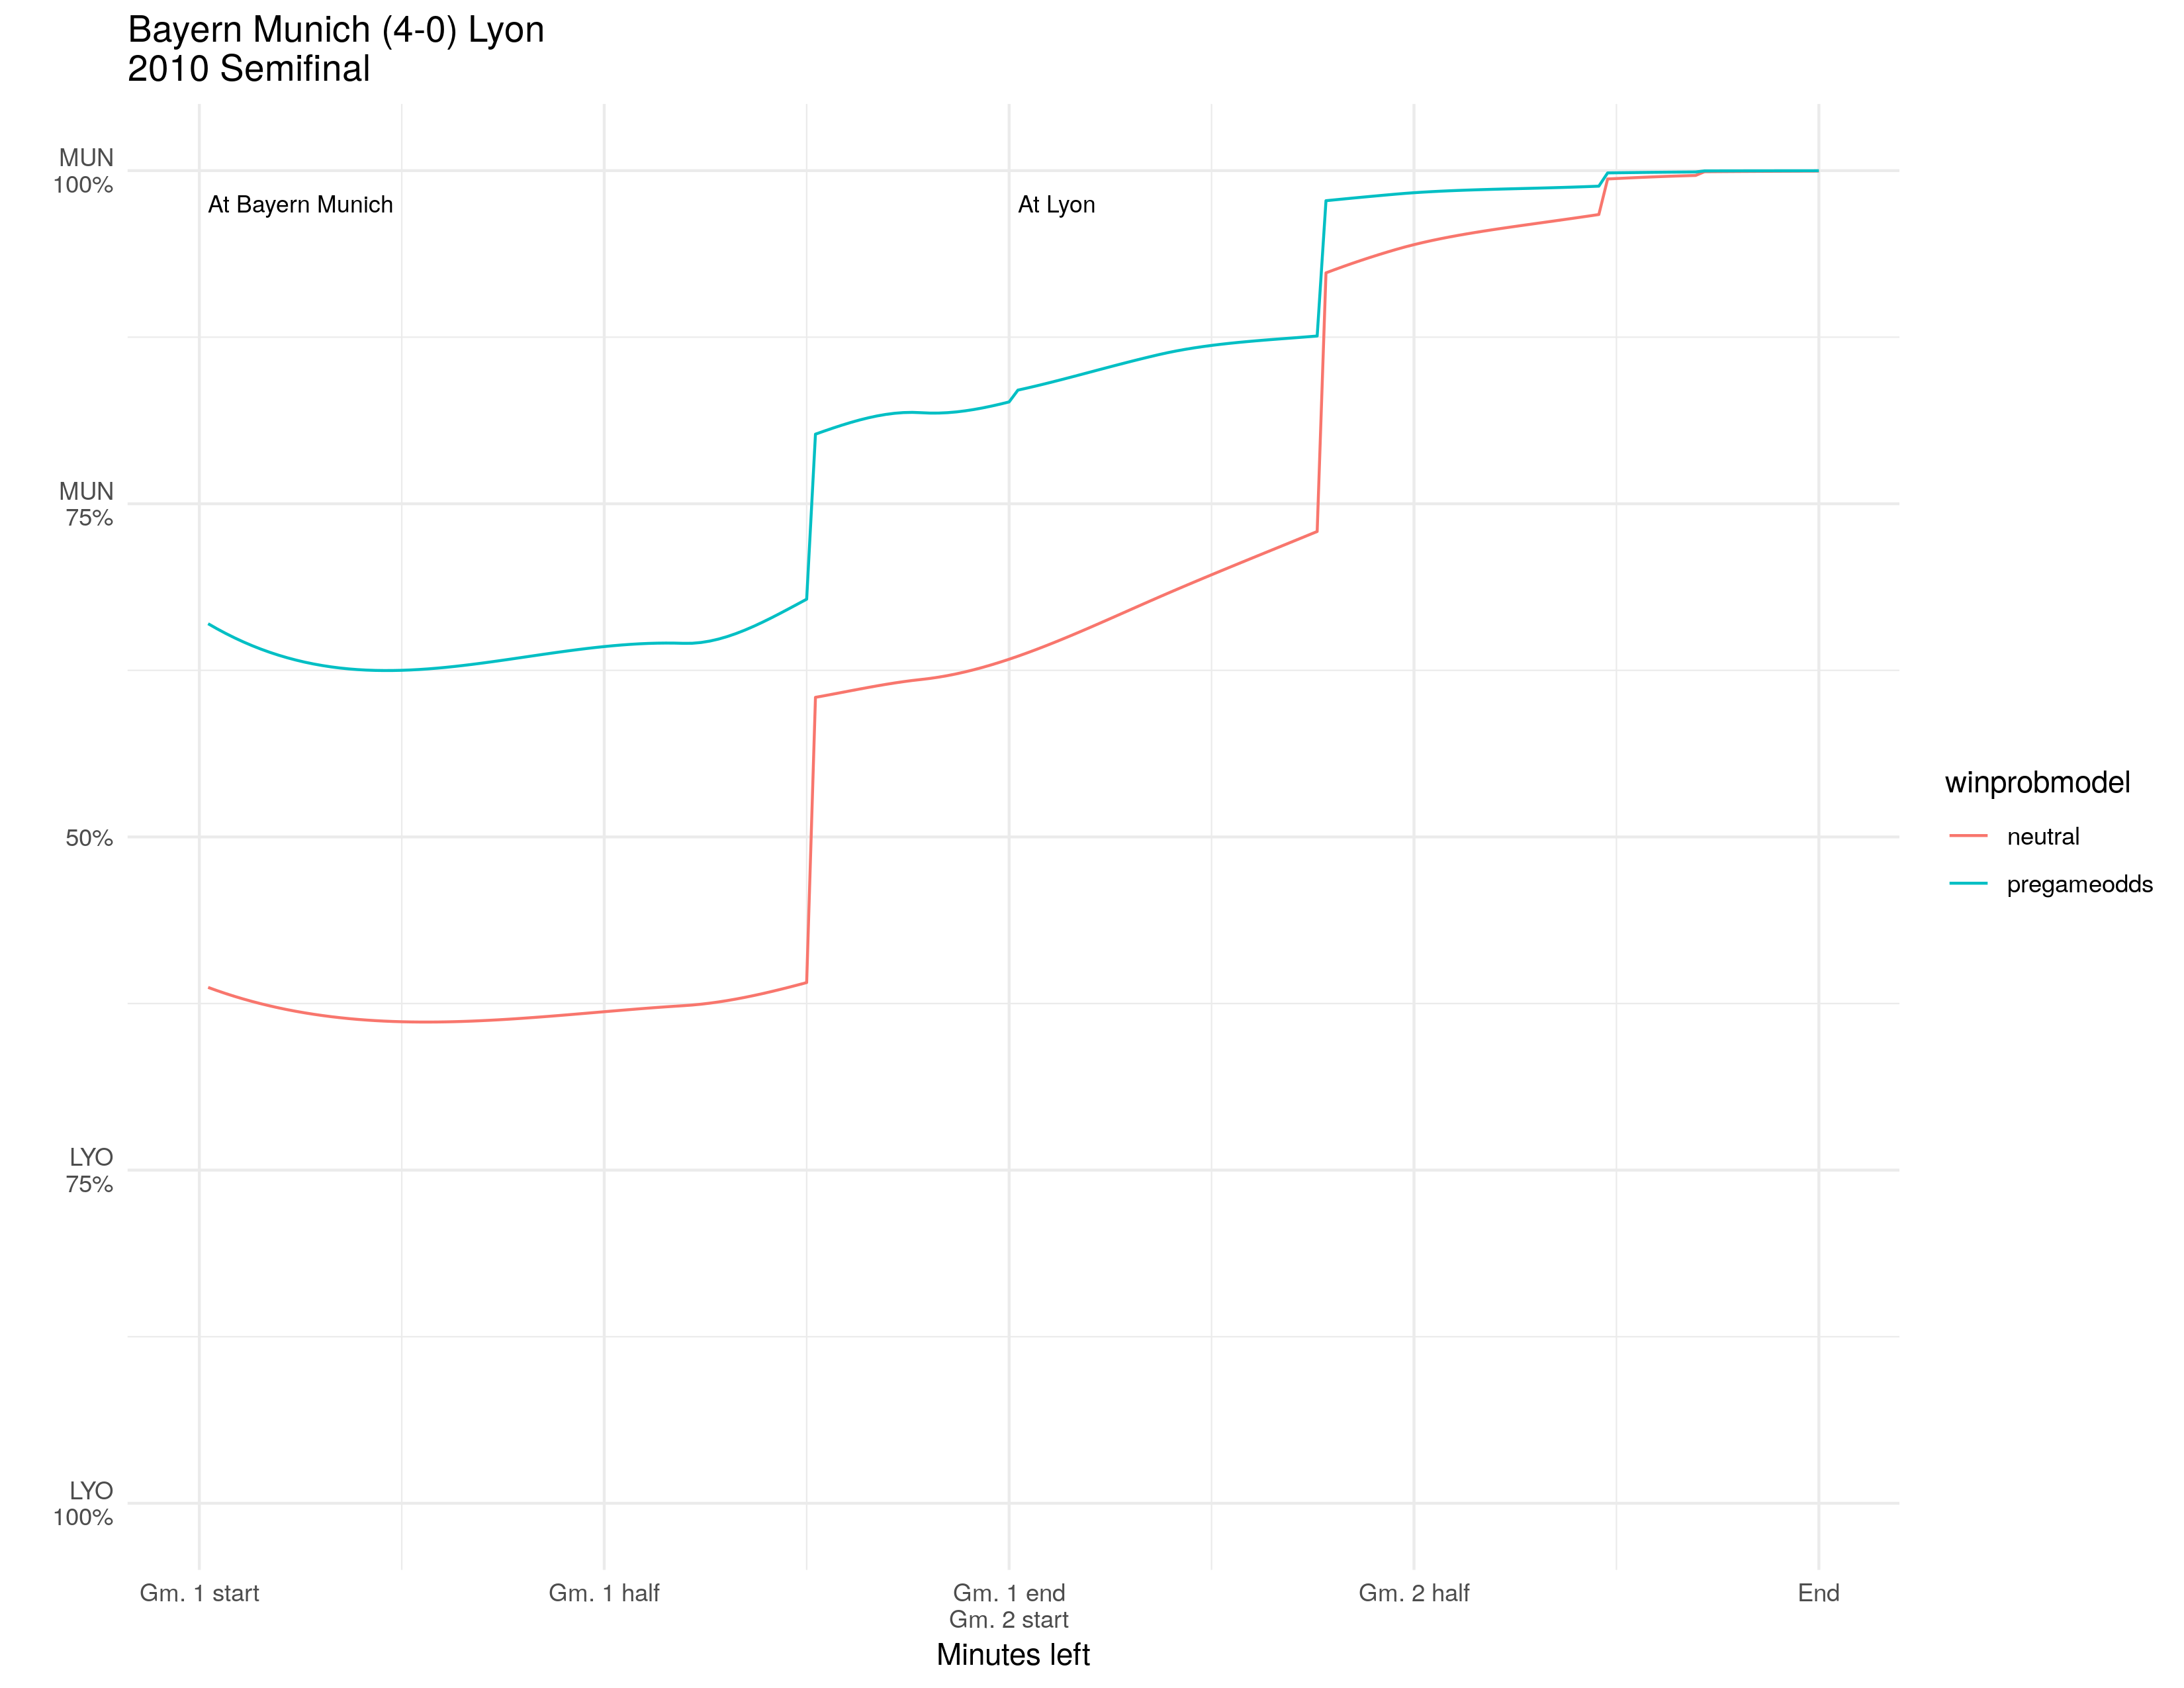 Bayern Munich (4-0) Lyon
2010 Semifinal
MUN
100%
At Bayern Munich
At Lyon
MUN
75%
50%
LYO
75%
LYO
100%
winprobmodel
neutral
pregameodds
Gm. 1 start
Gm. 1 half
Gm. 1 end
Gm. 2 start
Gm. 2 half
End
Minutes left